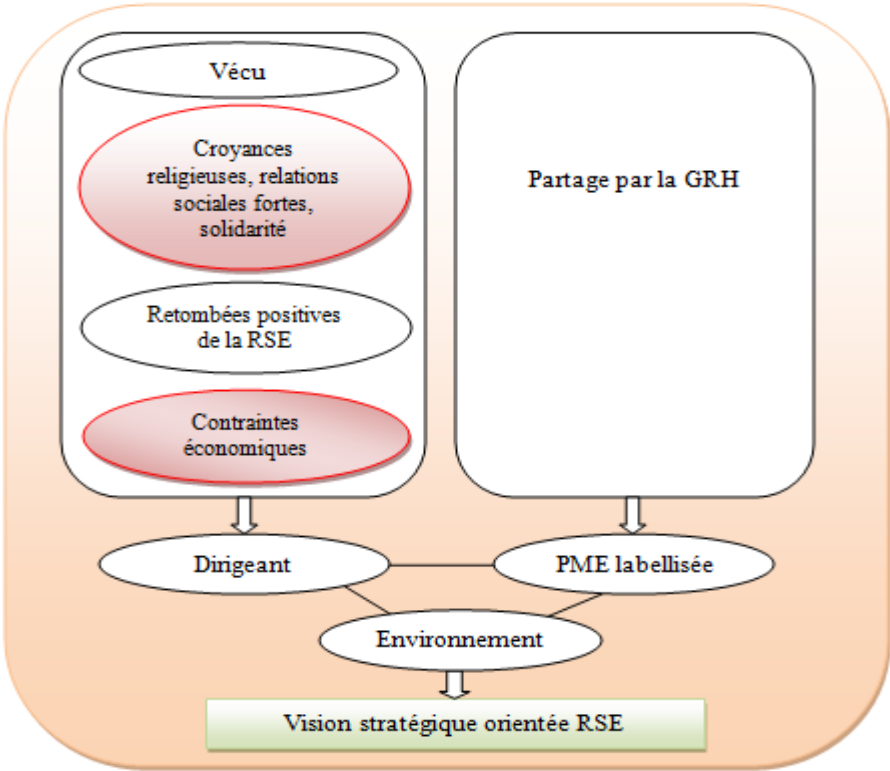 Vécu
Croyances
religieuses, relations
sociales fortes,
solidarité
Retombées positives
de la RSE
Contraintes
économiques
Partage par la GRH
Dirigeant
PME labellisée
Environnement
Vision stratégique orientée RSE